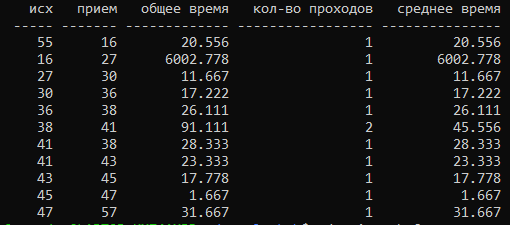 исх прием общее время кол-во проходов среднее время
----- ------- ------------- --------------- ---------------
55 16 20.556 1 20.556
16 27 6002.778 1 6002.778
27 30 11.667 1 11.667
30 36 17.222 1 17.222
36 38 26.111 1 26.111
38 41 91.111 2 45.556
41 38 28.333 1 28.333
41 43 23.333 1 23.333
43 45 17.778 1 17.778
45 47 1.667 1 1.667
47 57 31.667 1 31.667